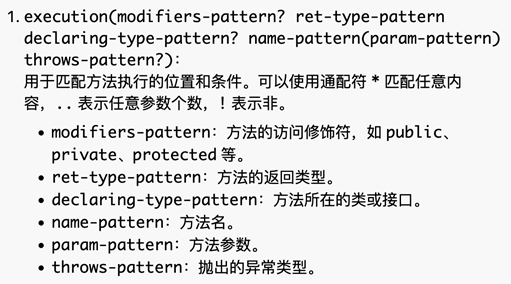 1. execution(modifiers-pattern? ret-type-pattern
declaring-type-pattern? name-pattern(param-pattern)
throws-pattern?)：
用于匹配方法执行的位置和条件。可以使用通配符 * 匹配任意内
容，.. 表示任意参数个数，! 表示非。
• modifiers-pattern：方法的访问修饰符，如 public、
private、protected 等。
• ret-type-pattern：方法的返回类型。
• declaring-type-pattern：方法所在的类或接口。
• name-pattern：方法名。
• param-pattern：方法参数。
• throws-pattern：抛出的异常类型。